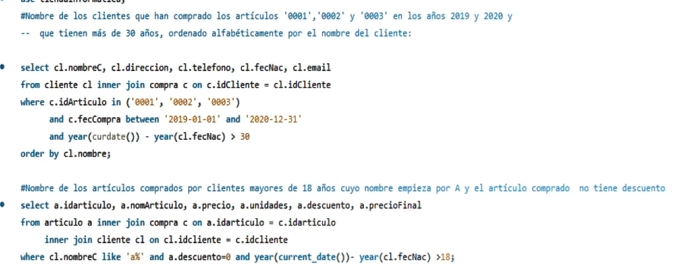 #Nombre de los clientes que han comprado los artículos '0001','0002' y '0003' en los años 2019 y 2020 y
-- que tienen más de 30 años, ordenado alfabéticamente por el nombre del cliente:
select cl.nombreC, cl.direccion, cl.telefono, cl.fecNac, cl.email
from cliente cl inner join compra c on c.idCliente = cl.idCliente
where c.idArticulo in ('0001', '0002', '0003')
and c.fecCompra between '2019-01-01' and '2020-12-31'
and year(curdate()) - year(cl.fecNac) > 30
order by cl.nombre;
#Nombre de los artículos comprados por clientes mayores de 18 años cuyo nombre empieza por A y el artículo comprado no tiene descuento
select a.idarticulo, a.nomArticulo, a.precio, a.unidades, a.descuento, a.precioFinal
from articulo a inner join compra c on a.idarticulo = c.idarticulo
inner join cliente cl on cl.idcliente = c.idcliente
where cl.nombreC like 'a%' and a.descuento=0 and year(current_date())- year(cl.fecNac) >18;